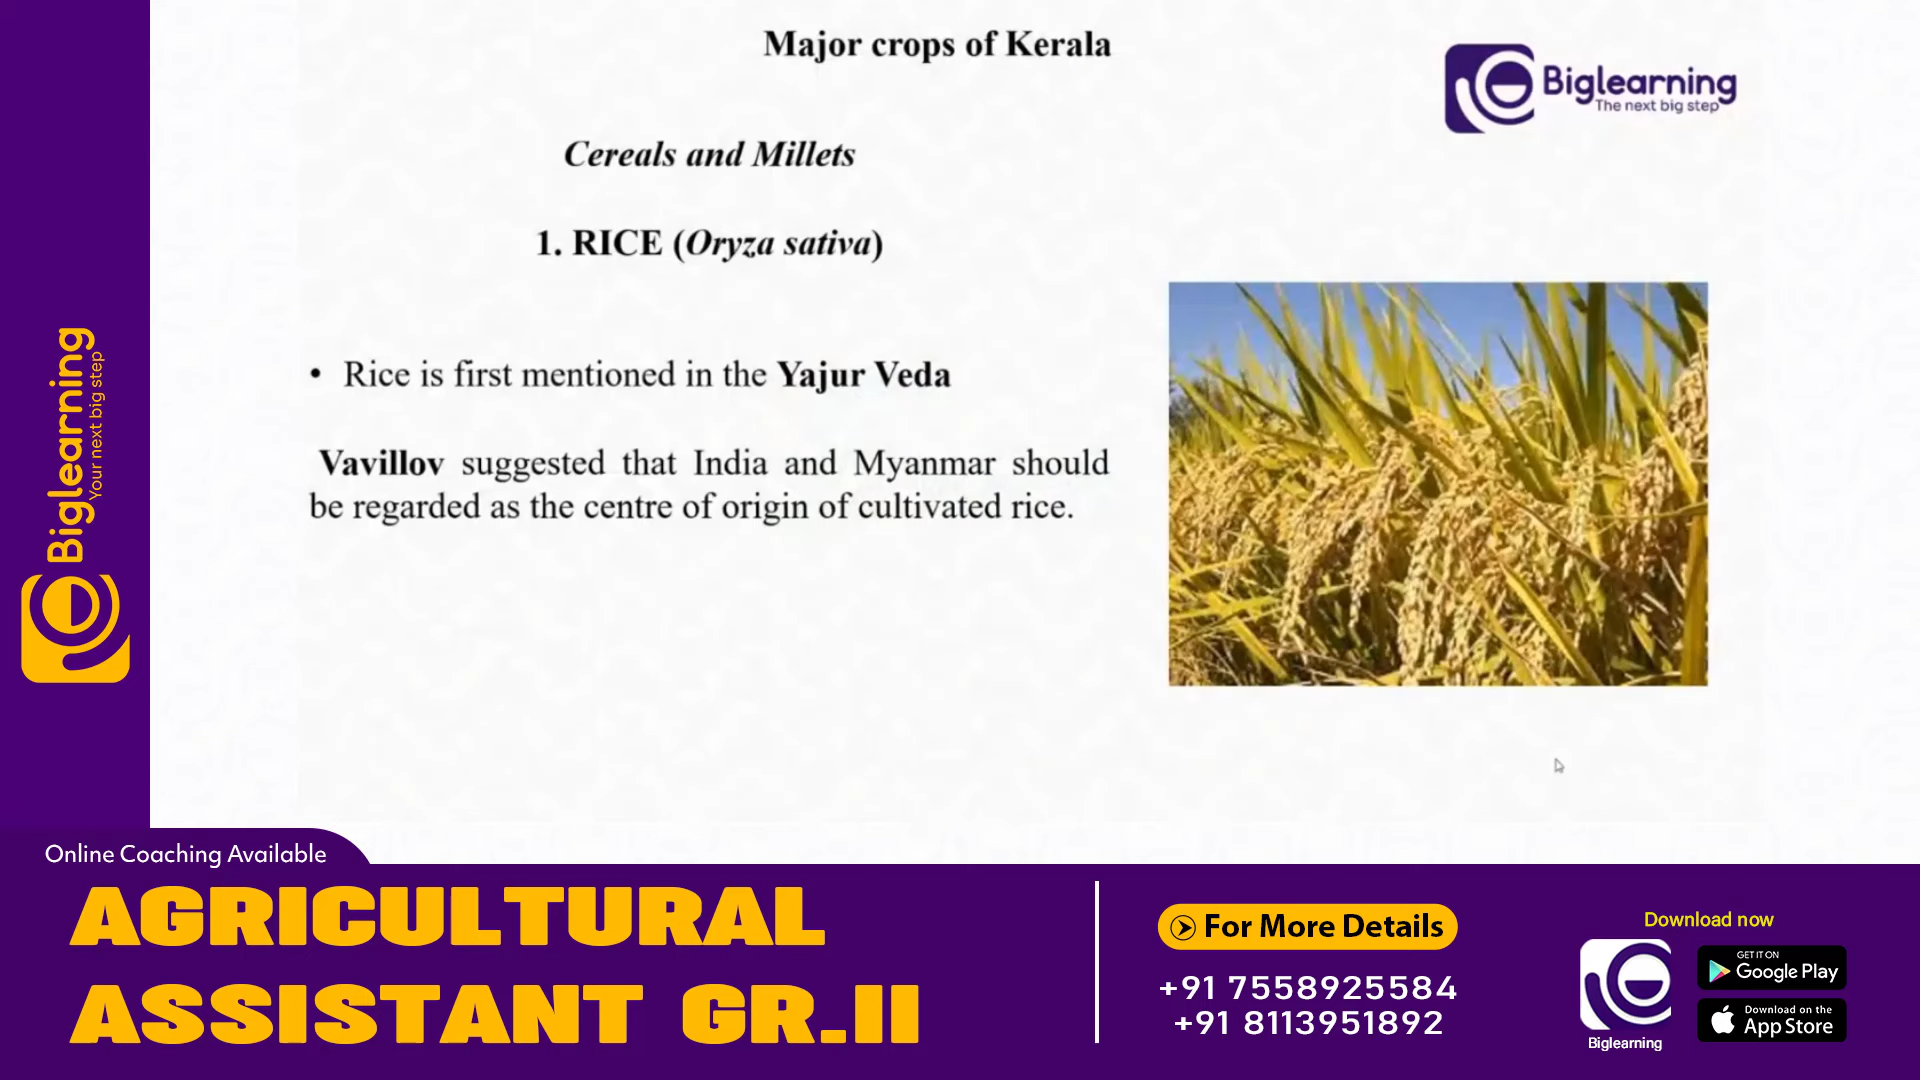 Major crops of Kerala
Biglearning
The next big step
Cereals and Millets
1. RICE (Oryza sativa)
• Rice is first mentioned in the Yajur Veda
Vavillov suggested that India and Myanmar should
be regarded as the centre of origin of cultivated rice.
Biglearning
Your next big step
Online Coaching Available
AGRICULTURAL
ASSISTANT GR.II
For More Details
+91 7558925584
+91 8113951892
Download now
Biglearning
GET IT ON
Google Play
Download on the
App Store